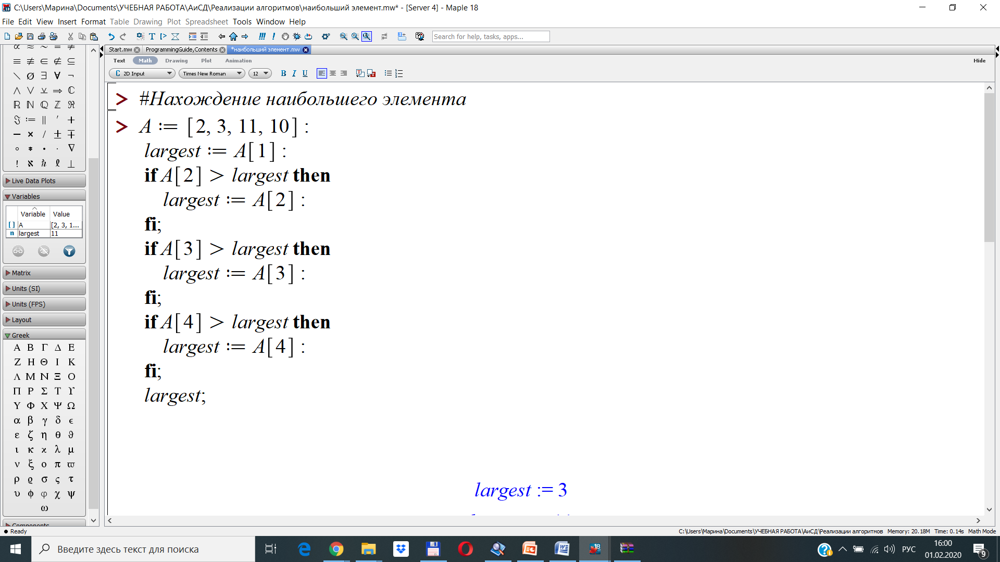 C:\Users\Марина\Documents\УЧЕБНАЯ РАБОТА\АиСД\Реализации алгоритмов\наибольший элемент.mw* - [Server 4] - Maple 18
File Edit View Insert Format Table Drawing Plot Spreadsheet Tools Window Help
Search for help, tasks, apps...
Start.mw ProgrammingGuide,Contents *наибольший элемент.mw
Text Math Drawing Plot Animation Hide
C 2D Input Times New Roman 12 B I U
> #Нахождение наибольшего элемента
> A := [2, 3, 11, 10] :
largest := A[1] :
if A[2] > largest then
largest := A[2] :
fi;
if A[3] > largest then
largest := A[3] :
fi;
if A[4] > largest then
largest := A[4] :
fi;
largest;
largest := 3
∝ ≈ ~ = ≠
≡ ≢ ∈ ∉ ⊆
\ ∅ ∃ ∀ ¬
∧ ∨ ⊻ ⇒ ℂ
ℝ ℕ ℚ ℤ ℜ
ℑ := ∥ ′ +
− × / ± ∓
∘ * • · ∇
! ℵ ℏ ℓ ⊥
Live Data Plots
Variables
Variable Value
[ ] A [2, 3, 1...
n largest 11
Matrix
Units (SI)
Units (FPS)
Layout
Greek
Α Β Γ Δ Ε
Ζ Η Θ Ι Κ
Λ Μ Ν Ξ Ο
Π Ρ Σ Τ ϒ
Υ Φ Χ Ψ Ω
α β γ δ ϵ
ε ζ η θ ϑ
ι κ ϰ λ μ
ν ξ ο π ϖ
ρ ϱ σ ς τ
υ ϕ φ χ ψ
ω
Components
Ready
C:\Users\Марина\Documents\УЧЕБНАЯ РАБОТА\АиСД\Реализации алгоритмов Memory: 20.18M Time: 0.14s Math Mode
Введите здесь текст для поиска
РУС
16:00
01.02.2020
9